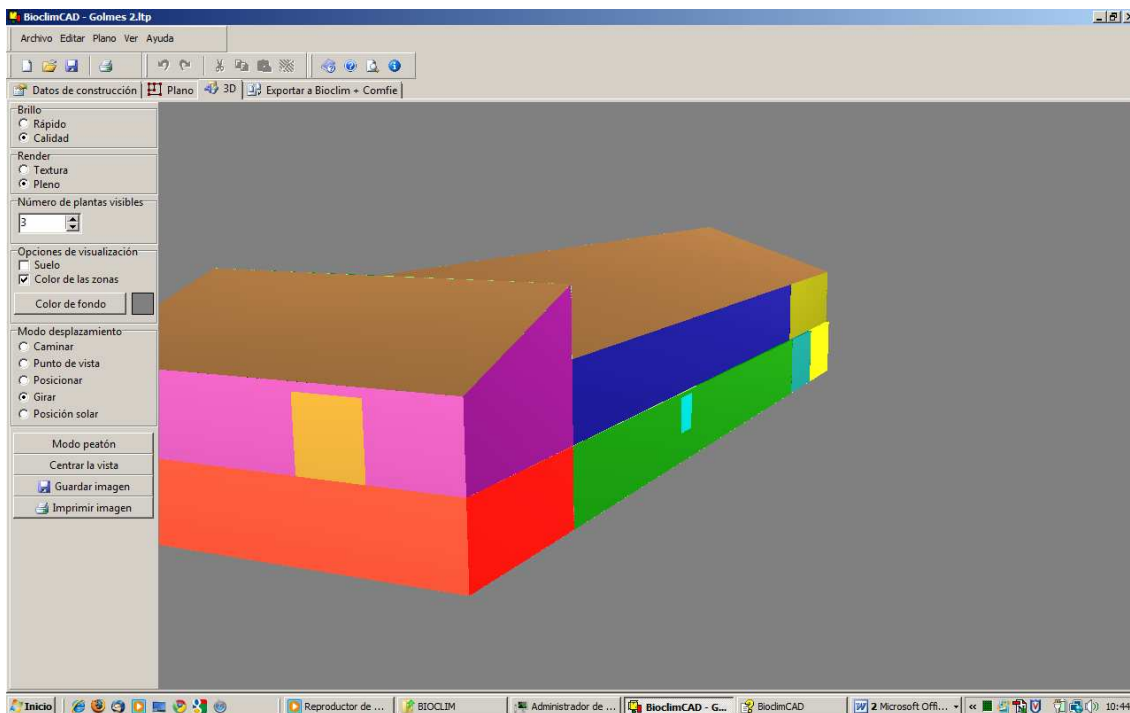 BioclimCAD - Golmes 2.ltp
Archivo Editar Plano Ver Ayuda
Datos de construcción Plano 3D Exportar a Bioclim + Comfie
Brillo
Rápido
Calidad
Render
Textura
Pleno
Número de plantas visibles
3
Opciones de visualización
Suelo
Color de las zonas
Color de fondo
Modo desplazamiento
Caminar
Punto de vista
Posicionar
Girar
Posición solar
Modo peatón
Centrar la vista
Guardar imagen
Imprimir imagen
Inicio Reproductor de ... BIOCLIM Administrador de ... BioclimCAD - G... BioclimCAD 2 Microsoft Offi... « 10:44